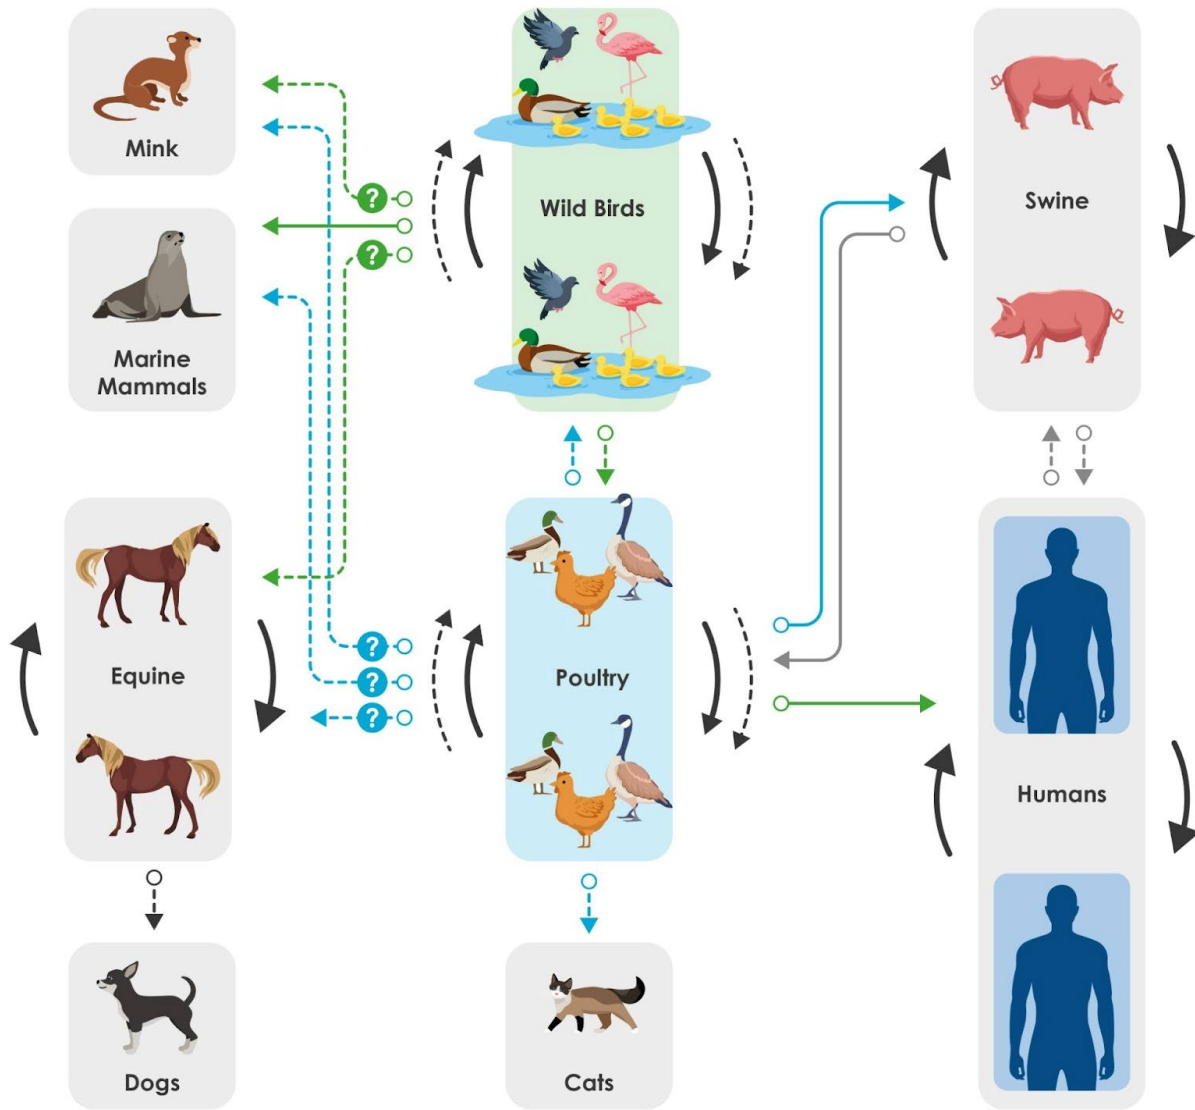 Mink
Wild Birds
Swine
?
?
Marine
Mammals
Equine
?
?
?
Poultry
Humans
Dogs
Cats